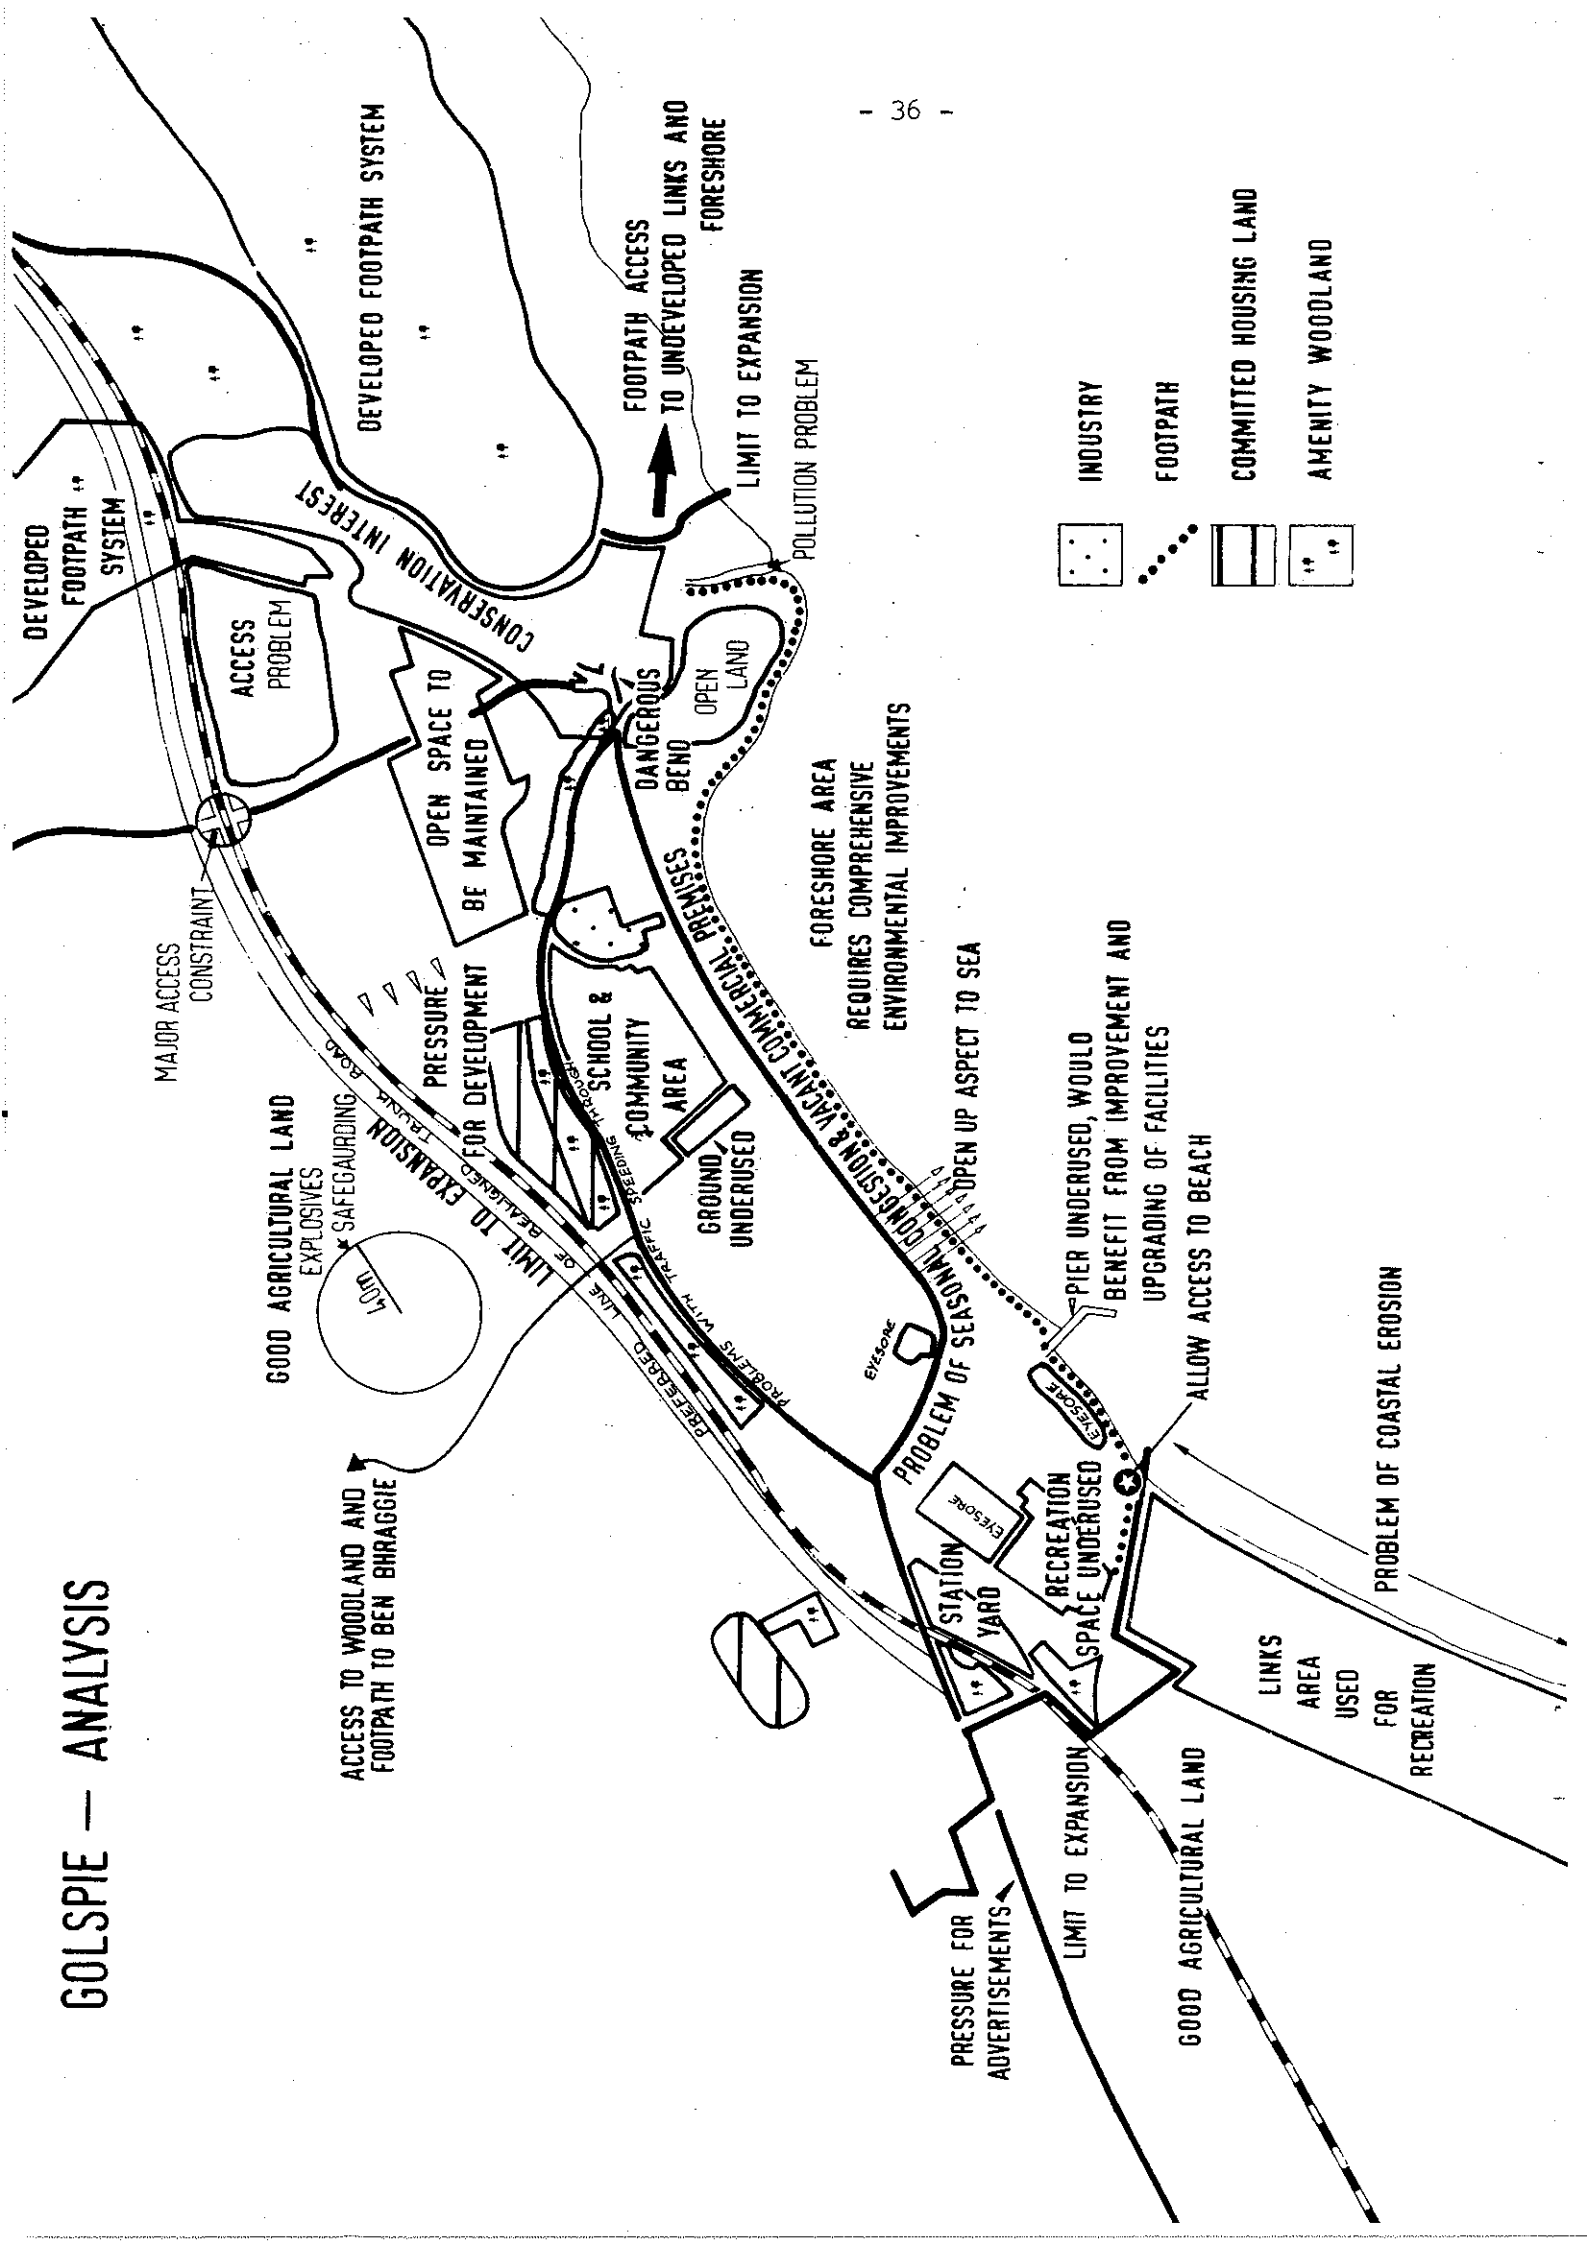 - 36 -
GOLSPIE — ANALYSIS
ACCESS TO WOODLAND AND
FOOTPATH TO BEN BHRAGGIE
GOOD AGRICULTURAL LAND
EXPLOSIVES
SAFEGAURDING
40m
MAJOR ACCESS
CONSTRAINT
DEVELOPED
FOOTPATH
SYSTEM
ACCESS
PROBLEM
DEVELOPED FOOTPATH SYSTEM
CONSERVATION INTEREST
FOOTPATH ACCESS
TO UNDEVELOPED LINKS AND
FORESHORE
LIMIT TO EXPANSION
POLLUTION PROBLEM
OPEN SPACE TO
BE MAINTAINED
DANGEROUS
BEND
OPEN
LAND
LIMIT TO EXPANSION
PREFERRED LINE OF REALIGNED TRUNK ROAD
PRESSURE
FOR DEVELOPMENT
PROBLEMS WITH TRAFFIC SPEEDING THROUGH
SCHOOL &
COMMUNITY
AREA
GROUND
UNDERUSED
PROBLEM OF SEASONAL CONGESTION & VACANT COMMERCIAL PREMISES
FORESHORE AREA
REQUIRES COMPREHENSIVE
ENVIRONMENTAL IMPROVEMENTS
OPEN UP ASPECT TO SEA
EYESORE
EYESORE
EYESORE
PIER UNDERUSED, WOULD
BENEFIT FROM IMPROVEMENT AND
UPGRADING OF FACILITIES
ALLOW ACCESS TO BEACH
STATION
YARD
RECREATION
SPACE UNDERUSED
PROBLEM OF COASTAL EROSION
LINKS
AREA
USED
FOR
RECREATION
LIMIT TO EXPANSION
GOOD AGRICULTURAL LAND
PRESSURE FOR
ADVERTISEMENTS
INDUSTRY
FOOTPATH
COMMITTED HOUSING LAND
AMENITY WOODLAND